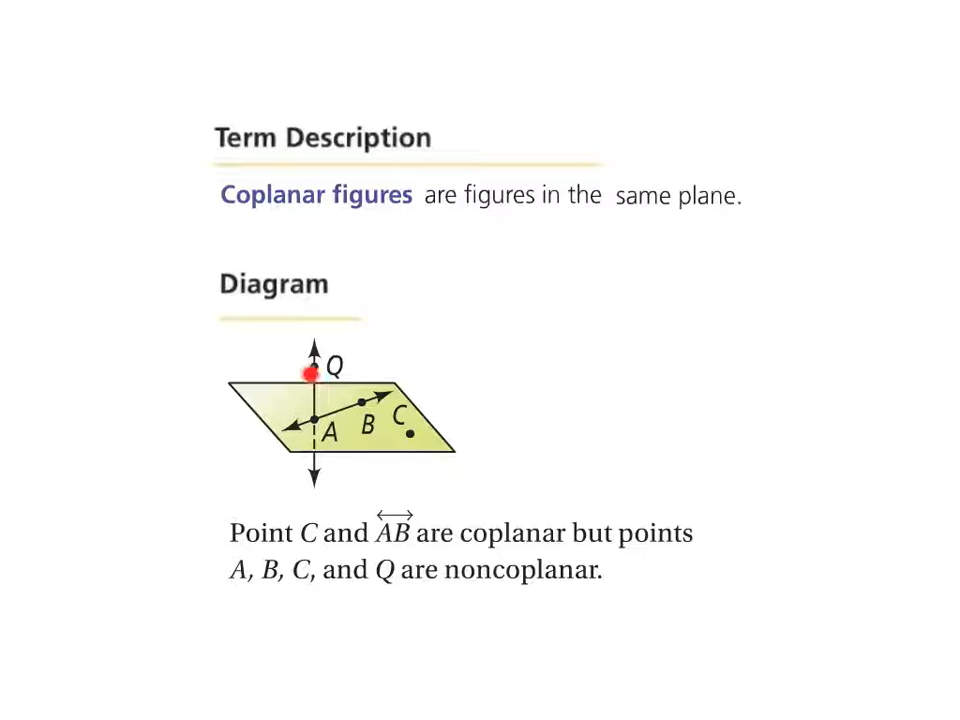 Term Description
Coplanar figures are figures in the same plane.
Diagram
Q
A B C
Point C and AB are coplanar but points
A, B, C, and Q are noncoplanar.